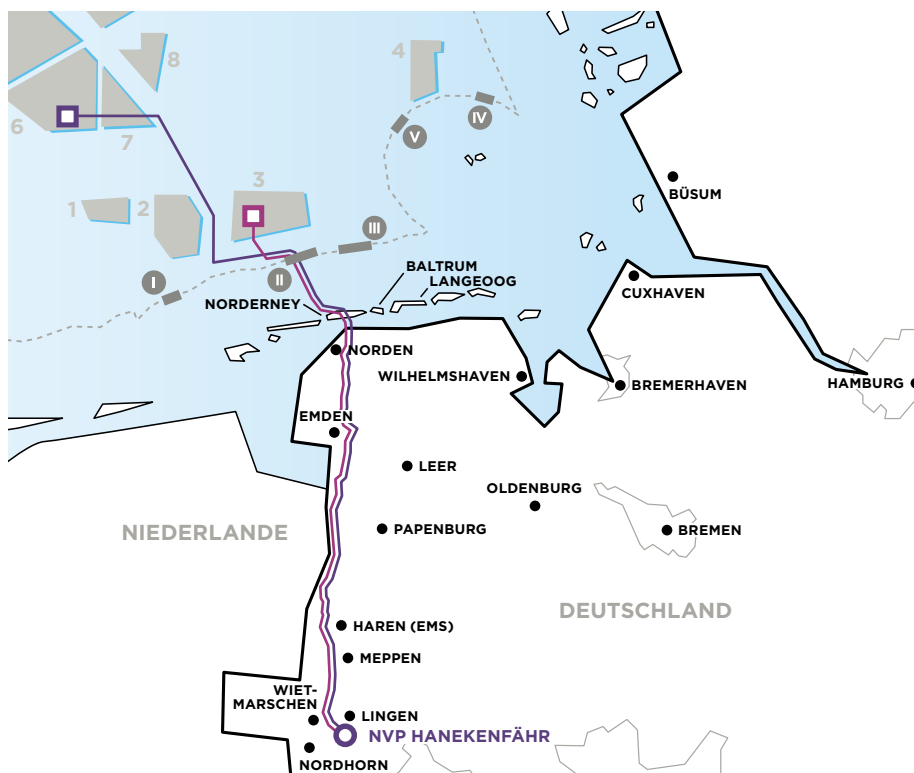 8
4
6
7
V
IV
3
1
2
BÜSUM
III
I
II
BALTRUM
LANGEOOG
NORDERNEY
CUXHAVEN
NORDEN
WILHELMSHAVEN
BREMERHAVEN
HAMBURG
EMDEN
LEER
OLDENBURG
NIEDERLANDE
PAPENBURG
BREMEN
DEUTSCHLAND
HAREN (EMS)
MEPPEN
WIET-
MARSCHEN
LINGEN
NVP HANEKENFÄHR
NORDHORN